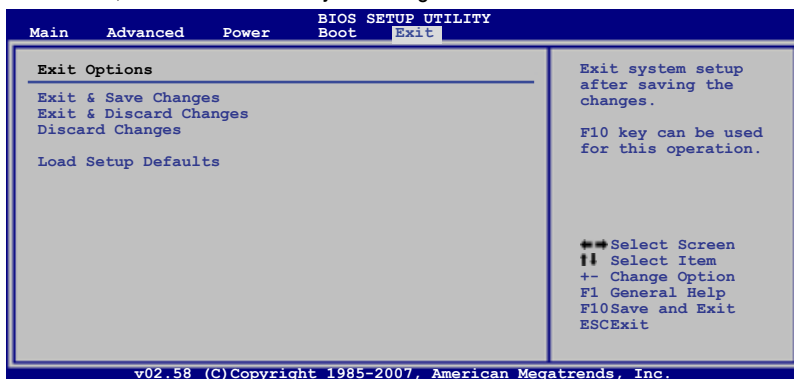 BIOS SETUP UTILITY
Main Advanced Power Boot Exit
Exit Options
Exit & Save Changes
Exit & Discard Changes
Discard Changes
Load Setup Defaults
Exit system setup
after saving the
changes.
F10 key can be used
for this operation.
Select Screen
Select Item
+- Change Option
F1 General Help
F10Save and Exit
ESCExit
v02.58 (C)Copyright 1985-2007, American Megatrends, Inc.